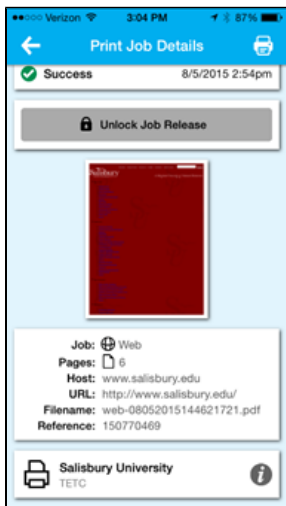 Verizon 3:04 PM 87%
Print Job Details
Success 8/5/2015 2:54pm
Unlock Job Release
Salisbury
Job: Web
Pages: 6
Host: www.salisbury.edu
URL: http://www.salisbury.edu/
Filename: web-08052015144621721.pdf
Reference: 150770469
Salisbury University
TETC